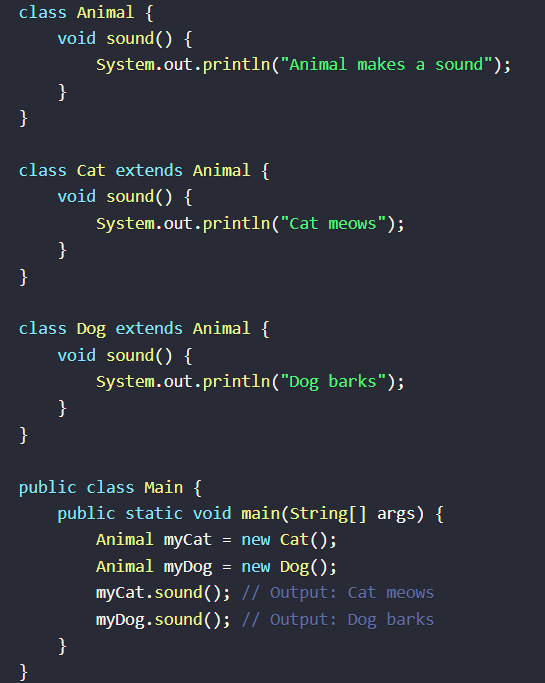 class Animal {
    void sound() {
        System.out.println("Animal makes a sound");
    }
}

class Cat extends Animal {
    void sound() {
        System.out.println("Cat meows");
    }
}

class Dog extends Animal {
    void sound() {
        System.out.println("Dog barks");
    }
}

public class Main {
    public static void main(String[] args) {
        Animal myCat = new Cat();
        Animal myDog = new Dog();
        myCat.sound(); // Output: Cat meows
        myDog.sound(); // Output: Dog barks
    }
}